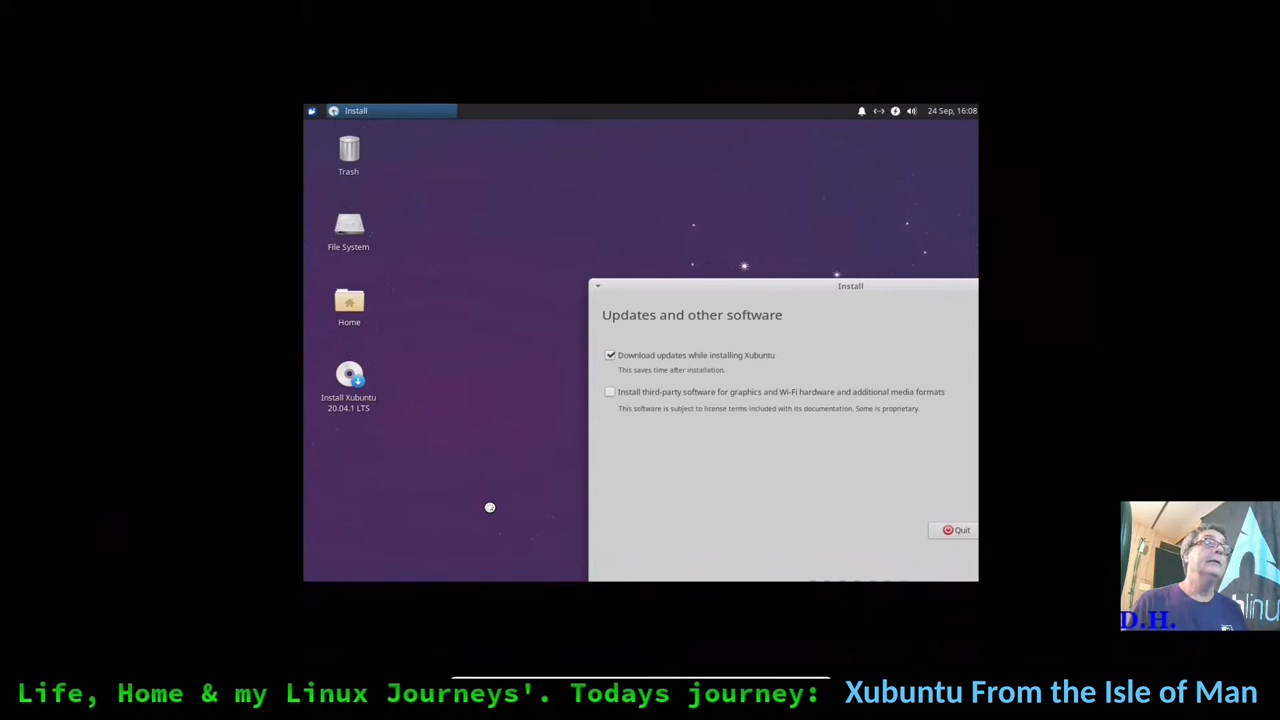 Install
24 Sep, 16:08
Trash
File System
Home
Install Xubuntu
20.04.1 LTS
Install
Updates and other software
Download updates while installing Xubuntu
This saves time after installation.
Install third-party software for graphics and Wi-Fi hardware and additional media formats
This software is subject to license terms included with its documentation. Some is proprietary.
Quit
hlinu
D.H.
Life, Home & my Linux Journeys'. Todays journey: Xubuntu From the Isle of Man